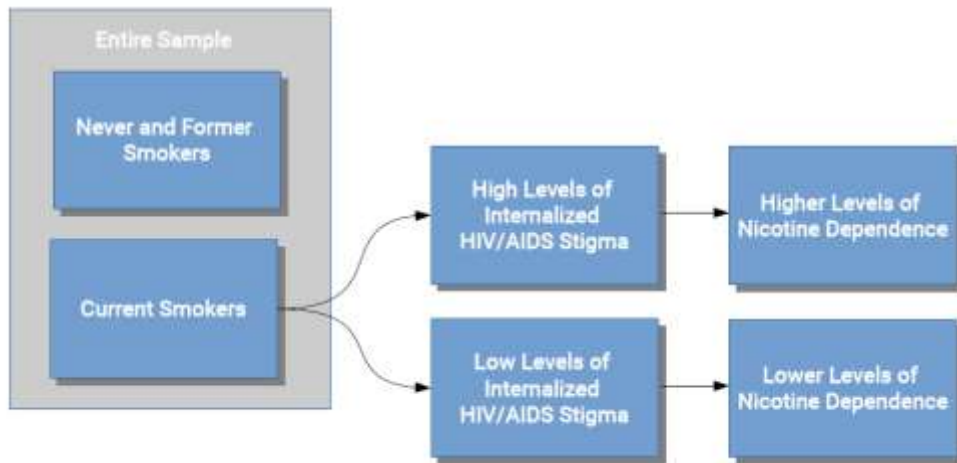 Entire Sample
Never and Former
Smokers
Current Smokers
High Levels of
Internalized
HIV/AIDS Stigma
Higher Levels of
Nicotine Dependence
Low Levels of
Internalized
HIV/AIDS Stigma
Lower Levels of
Nicotine Dependence